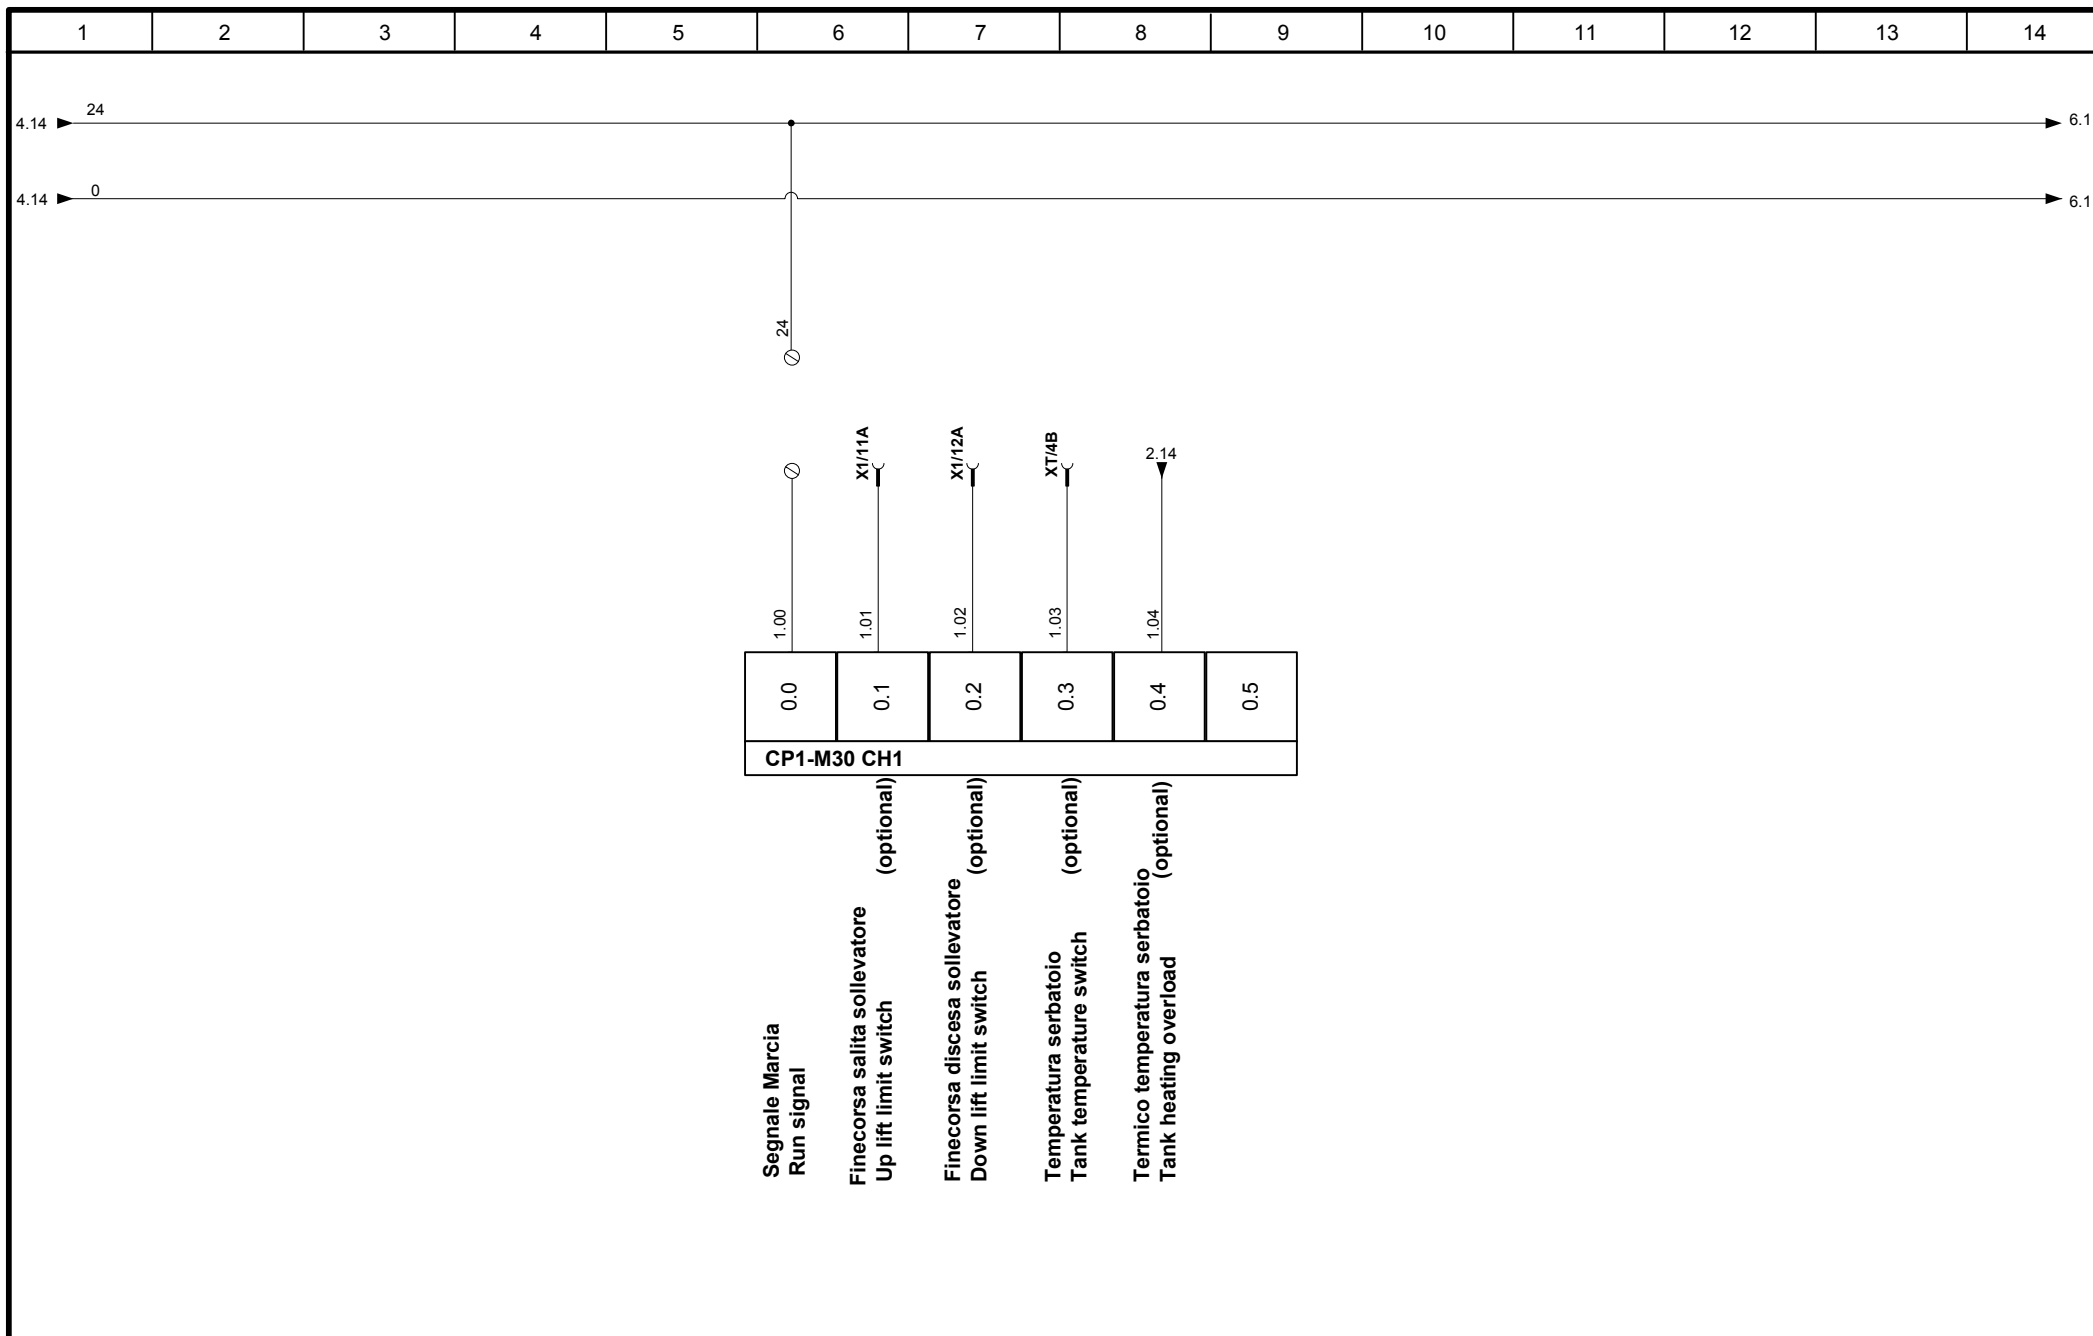 1 2 3 4 5 6 7 8 9 10 11 12 13 14
4.14 24 6.1
4.14 0 6.1
24
X1/11A
X1/12A
XT/4B
2.14
1.00
1.01
1.02
1.03
1.04
0.0
0.1
0.2
0.3
0.4
0.5
CP1-M30 CH1
Segnale Marcia
Run signal
Finecorsa salita sollevatore
Up lift limit switch (optional)
Finecorsa discesa sollevatore
Down lift limit switch (optional)
Temperatura serbatoio
Tank temperature switch (optional)
Termico temperatura serbatoio
Tank heating overload (optional)